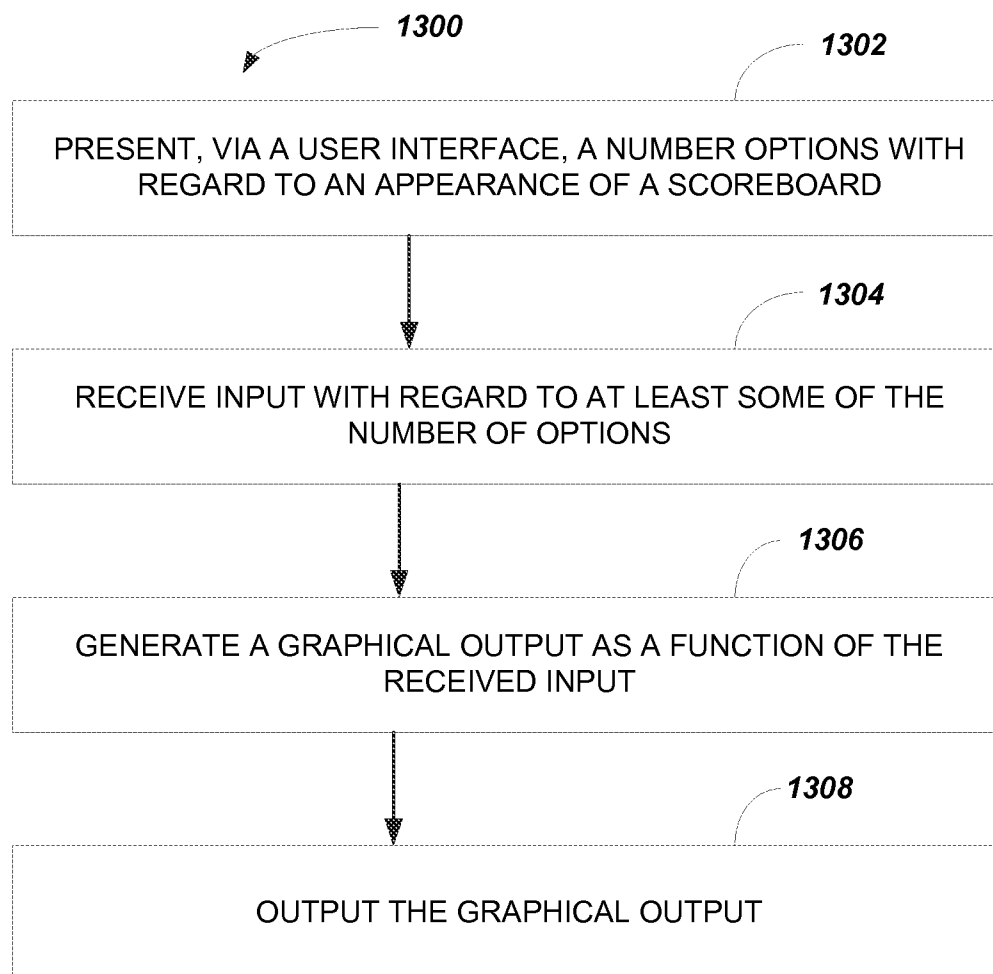 1300
1302
PRESENT, VIA A USER INTERFACE, A NUMBER OPTIONS WITH
REGARD TO AN APPEARANCE OF A SCOREBOARD
1304
RECEIVE INPUT WITH REGARD TO AT LEAST SOME OF THE
NUMBER OF OPTIONS
1306
GENERATE A GRAPHICAL OUTPUT AS A FUNCTION OF THE
RECEIVED INPUT
1308
OUTPUT THE GRAPHICAL OUTPUT